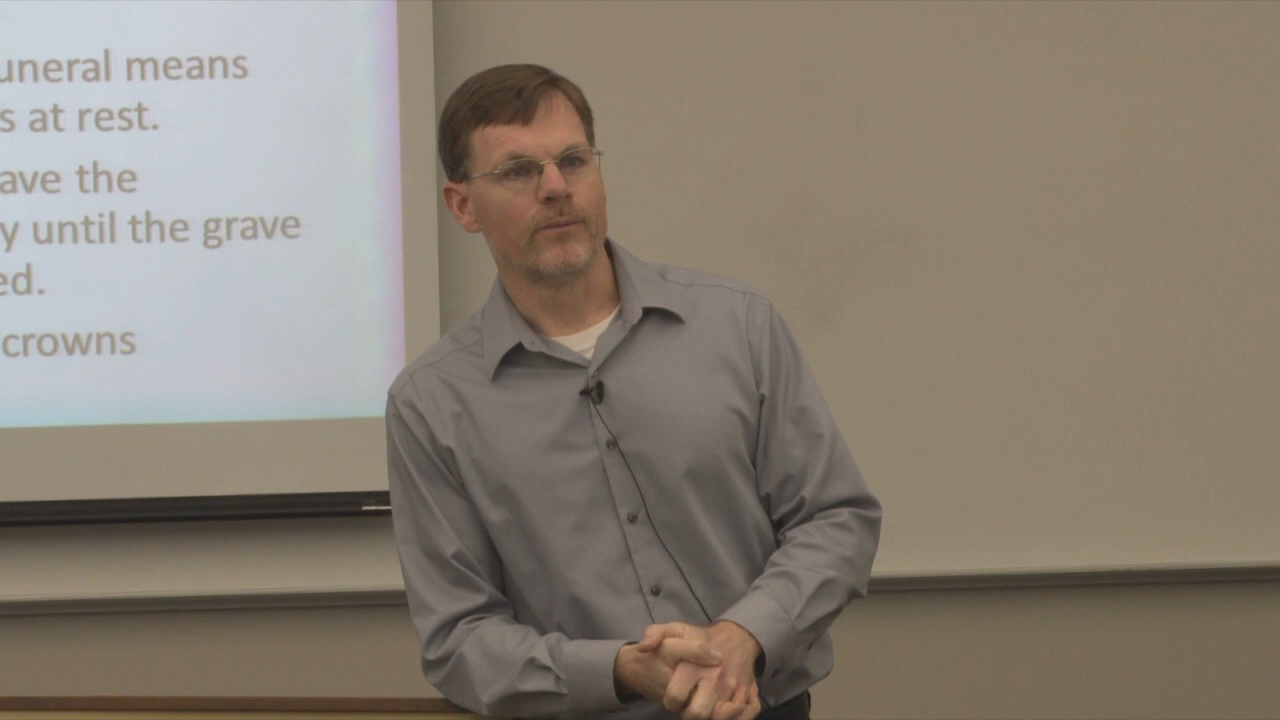 uneral means
s at rest.
ave the
y until the grave
ed.
crowns